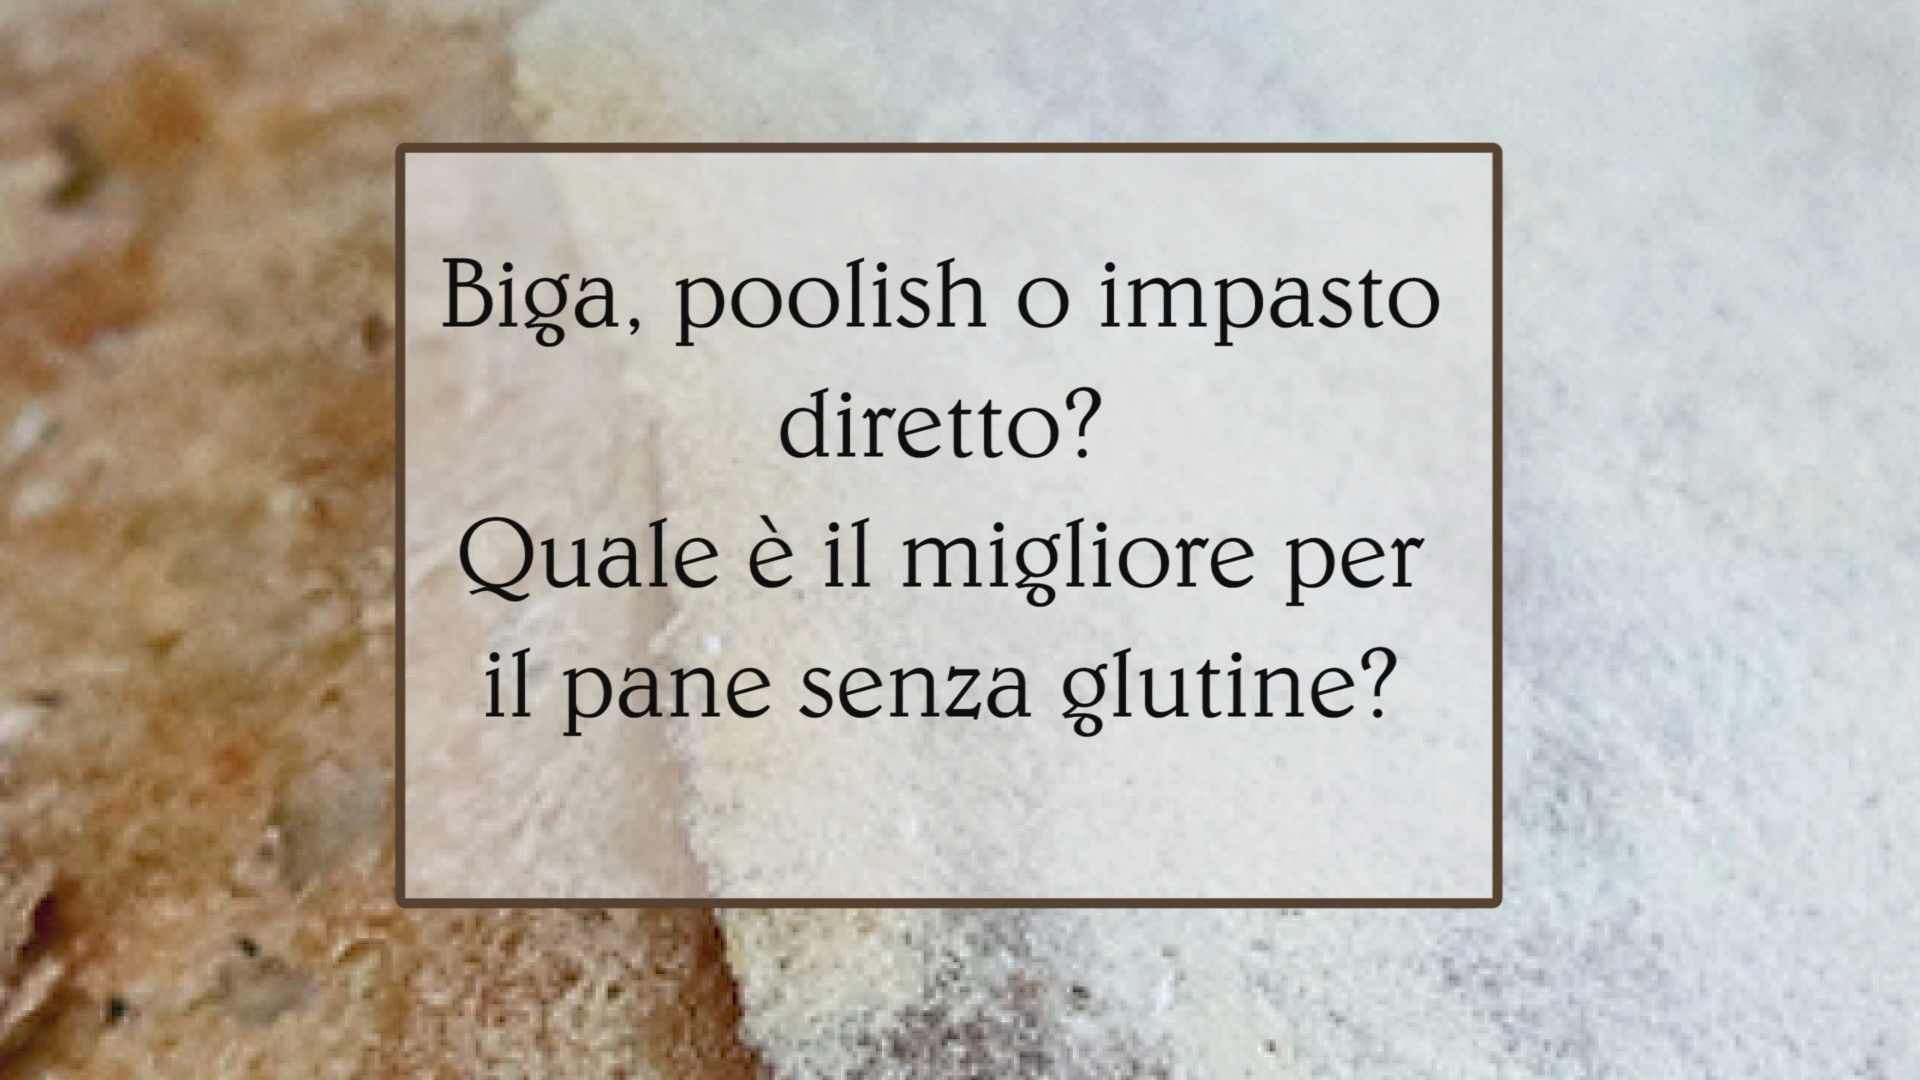 Biga, poolish o impasto
diretto?
Quale è il migliore per
il pane senza glutine?